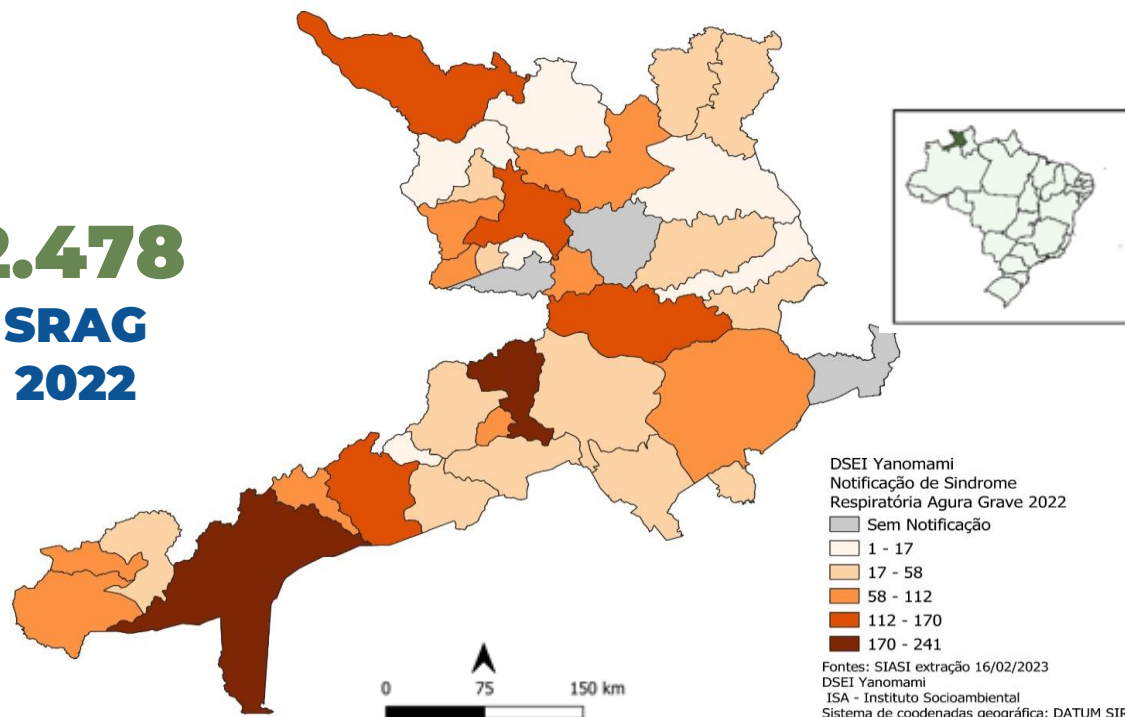 2.478
SRAG
2022
DSEI Yanomami
Notificação de Sindrome
Respiratória Agura Grave 2022
Sem Notificação
1 - 17
17 - 58
58 - 112
112 - 170
170 - 241
0 75 150 km
Fontes: SIASI extração 16/02/2023
DSEI Yanomami
ISA - Instituto Socioambiental
Sistema de coodenadas geográfica: DATUM SIR